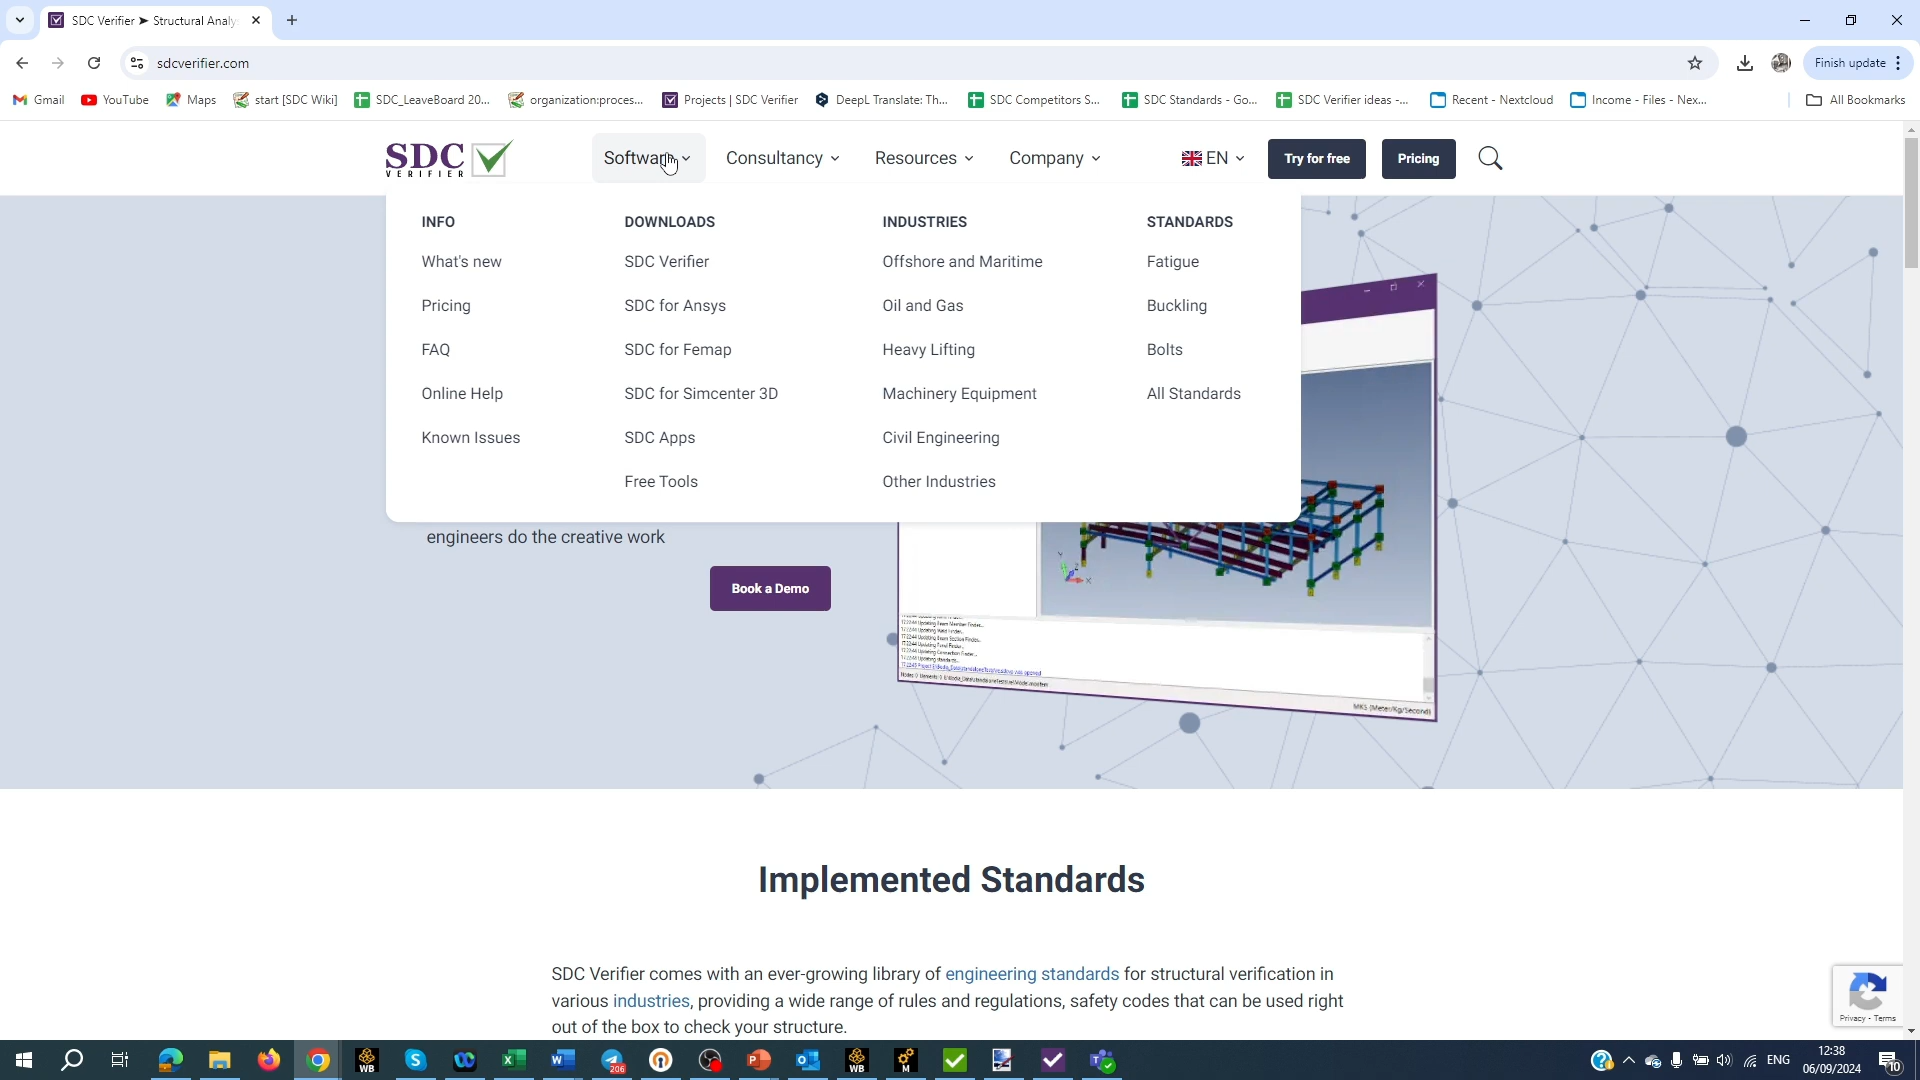 SDC Verifier ➤ Structural Analy
sdcverifier.com
Finish update
Gmail
YouTube
Maps
start [SDC Wiki]
SDC_LeaveBoard 20...
organization:proces...
Projects | SDC Verifier
DeepL Translate: Th...
SDC Competitors S...
SDC Standards - Go...
SDC Verifier ideas -...
Recent - Nextcloud
Income - Files - Nex...
All Bookmarks
SDC
VERIFIER
Software
Consultancy
Resources
Company
EN
Try for free
Pricing
INFO
What's new
Pricing
FAQ
Online Help
Known Issues
DOWNLOADS
SDC Verifier
SDC for Ansys
SDC for Femap
SDC for Simcenter 3D
SDC Apps
Free Tools
INDUSTRIES
Offshore and Maritime
Oil and Gas
Heavy Lifting
Machinery Equipment
Civil Engineering
Other Industries
STANDARDS
Fatigue
Buckling
Bolts
All Standards
engineers do the creative work
Book a Demo
MKS (Meter/Kg/Second)
Implemented Standards
SDC Verifier comes with an ever-growing library of engineering standards for structural verification in
various industries, providing a wide range of rules and regulations, safety codes that can be used right
out of the box to check your structure.
Privacy - Terms
WB
206
WB
M
ENG
12:38
06/09/2024
10